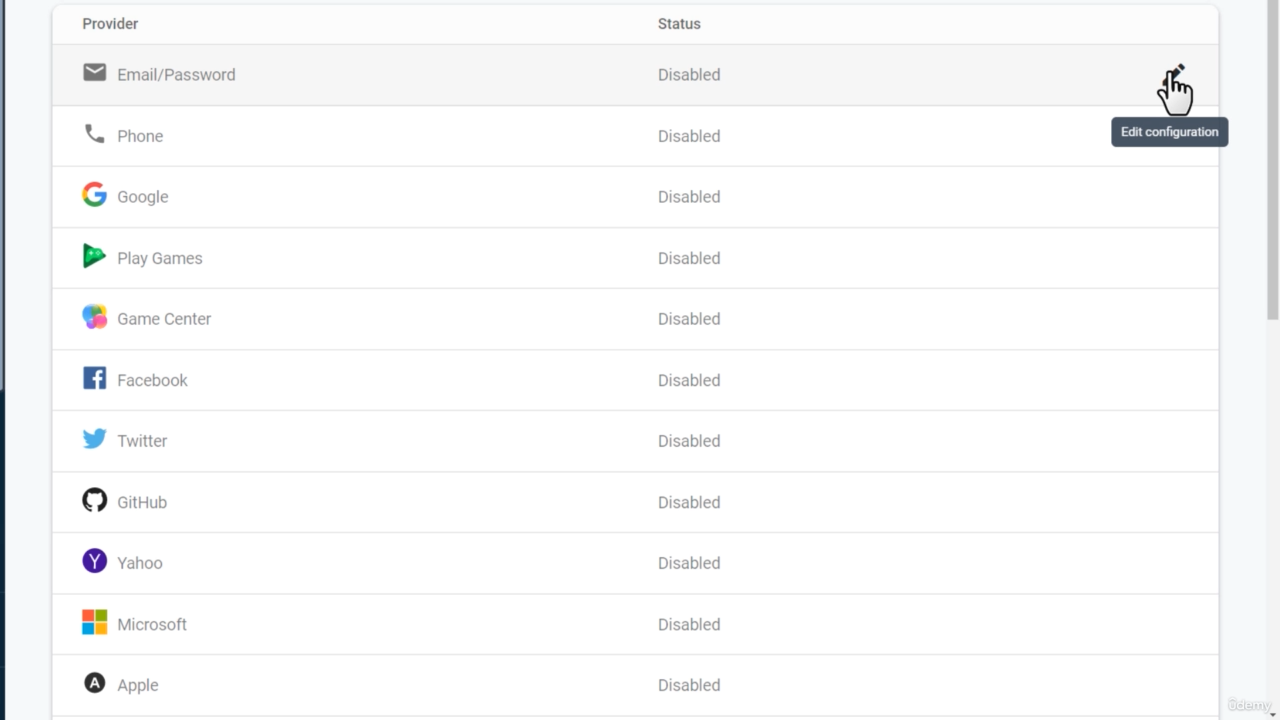 Provider Status
Email/Password Disabled
Edit configuration
Phone Disabled
Google Disabled
Play Games Disabled
Game Center Disabled
Facebook Disabled
Twitter Disabled
GitHub Disabled
Yahoo Disabled
Microsoft Disabled
Apple Disabled
ûdemy